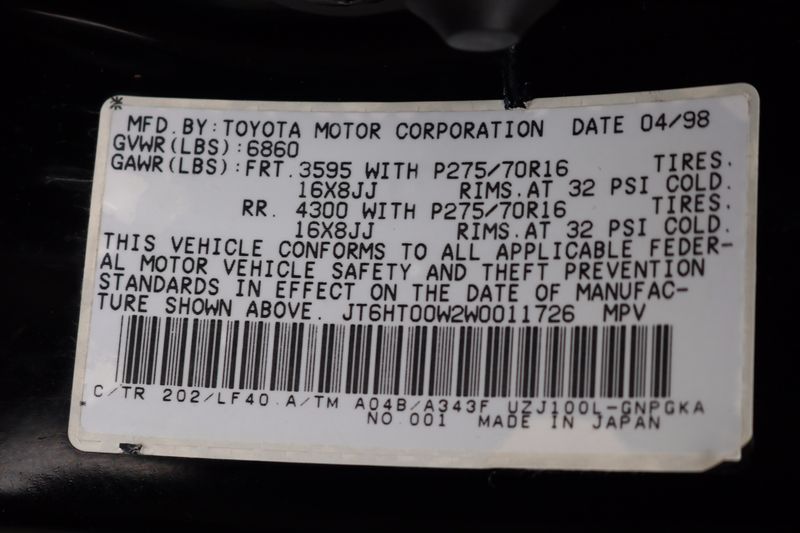 MFD. BY: TOYOTA MOTOR CORPORATION DATE 04/98
GVWR(LBS):6860
GAWR(LBS):FRT. 3595 WITH P275/70R16 TIRES.
16X8JJ RIMS. AT 32 PSI COLD.
RR. 4300 WITH P275/70R16 TIRES.
16X8JJ RIMS. AT 32 PSI COLD.
THIS VEHICLE CONFORMS TO ALL APPLICABLE FEDER-
AL MOTOR VEHICLE SAFETY AND THEFT PREVENTION
STANDARDS IN EFFECT ON THE DATE OF MANUFAC-
TURE SHOWN ABOVE. JT6HT00W2W0011726 MPV
C/TR 202/LF40 A/TM A04B/A343F UZJ100L-GNPGKA
NO.001 MADE IN JAPAN